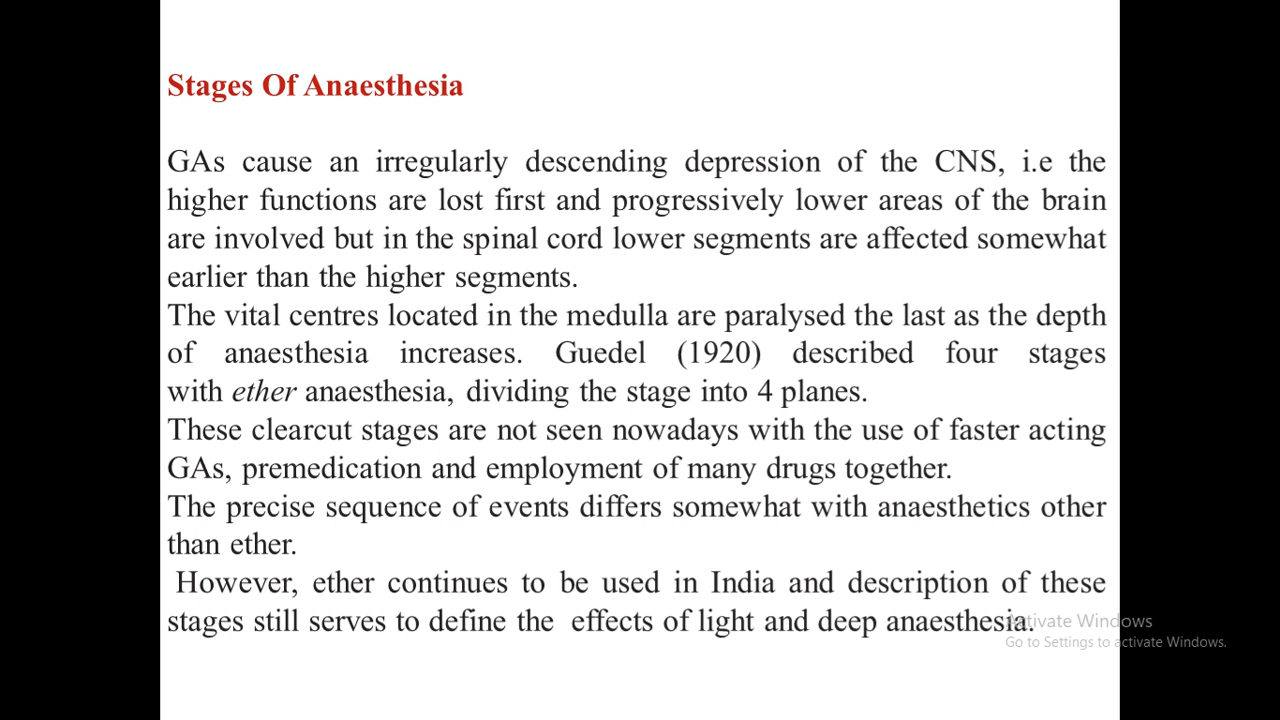 Stages Of Anaesthesia
GAs cause an irregularly descending depression of the CNS, i.e the
higher functions are lost first and progressively lower areas of the brain
are involved but in the spinal cord lower segments are affected somewhat
earlier than the higher segments.
The vital centres located in the medulla are paralysed the last as the depth
of anaesthesia increases. Guedel (1920) described four stages
with ether anaesthesia, dividing the stage into 4 planes.
These clearcut stages are not seen nowadays with the use of faster acting
GAs, premedication and employment of many drugs together.
The precise sequence of events differs somewhat with anaesthetics other
than ether.
However, ether continues to be used in India and description of these
stages still serves to define the effects of light and deep anaesthesia.
Activate Windows
Go to Settings to activate Windows.